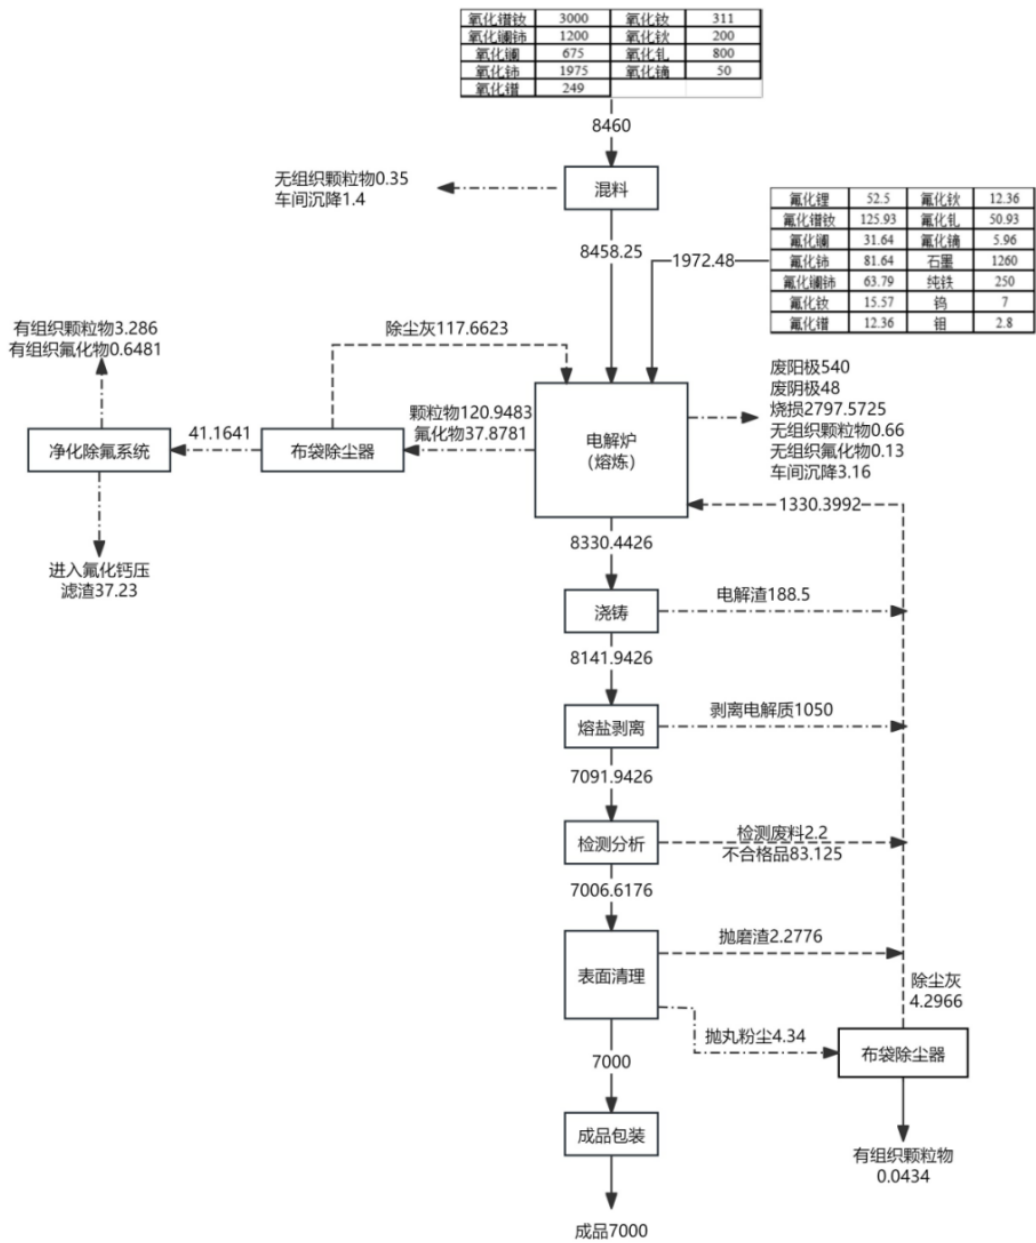 氧化镨钕 3000 氧化钕 311
氧化镧铈 1200 氧化钬 200
氧化镧 675 氧化钆 800
氧化铈 1975 氧化镝 50
氧化镨 249
8460
混料
无组织颗粒物0.35
车间沉降1.4
8458.25
1972.48
氟化锂 52.5 氟化钬 12.36
氟化镨钕 125.93 氟化钆 50.93
氟化镧 31.64 氟化镝 5.96
氟化铈 81.64 石墨 1260
氟化镧铈 63.79 纯铁 250
氟化钕 15.57 钨 7
氟化镨 12.36 钼 2.8
有组织颗粒物3.286
有组织氟化物0.6481
除尘灰117.6623
颗粒物120.9483
氟化物37.8781
41.1641
净化除氟系统
布袋除尘器
电解炉
（熔炼）
废阳极540
废阴极48
烧损2797.5725
无组织颗粒物0.66
无组织氟化物0.13
车间沉降3.16
1330.3992
进入氟化钙压
滤渣37.23
8330.4426
浇铸
电解渣188.5
8141.9426
熔盐剥离
剥离电解质1050
7091.9426
检测分析
检测废料2.2
不合格品83.125
7006.6176
表面清理
抛磨渣2.2776
除尘灰
4.2966
抛丸粉尘4.34
布袋除尘器
7000
成品包装
有组织颗粒物
0.0434
成品7000